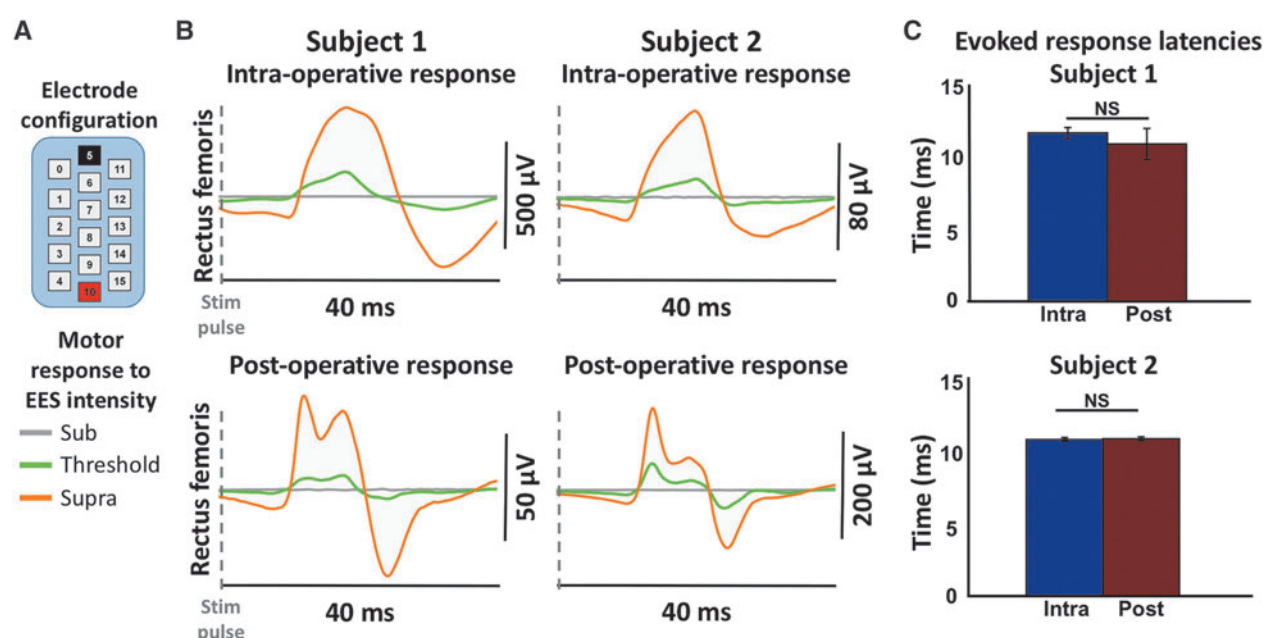 A
Electrode
configuration
5
0
11
6
1
12
7
2
13
8
3
14
9
4
15
10
Motor
response to
EES intensity
Sub
Threshold
Supra
B
Subject 1
Intra-operative response
Rectus femoris
500 µV
Stim
pulse
40 ms
Subject 2
Intra-operative response
80 µV
40 ms
Post-operative response
Rectus femoris
50 µV
Stim
pulse
40 ms
Post-operative response
200 µV
40 ms
C
Evoked response latencies
Subject 1
Time (ms)
15
10
5
0
NS
Intra Post
Subject 2
Time (ms)
15
10
5
0
NS
Intra Post